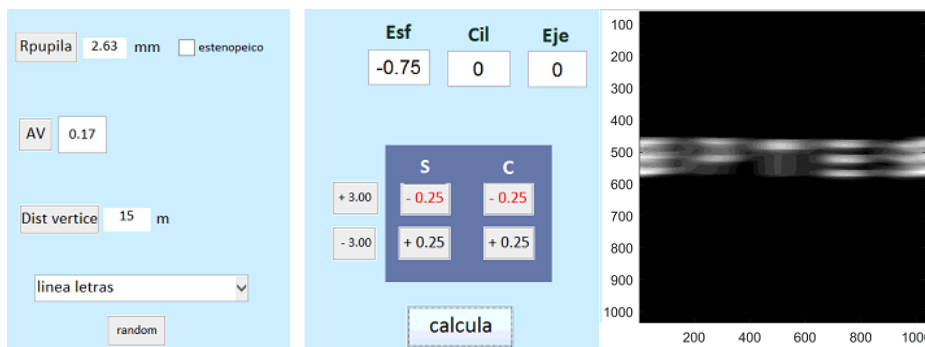 Rpupila 2.63 mm estenopeico
AV 0.17
Dist vertice 15 m
linea letras
random
Esf Cil Eje
-0.75 0 0
S C
+ 3.00 - 0.25 - 0.25
- 3.00 + 0.25 + 0.25
calcula
100
200
300
400
500
600
700
800
900
1000
200 400 600 800 1000